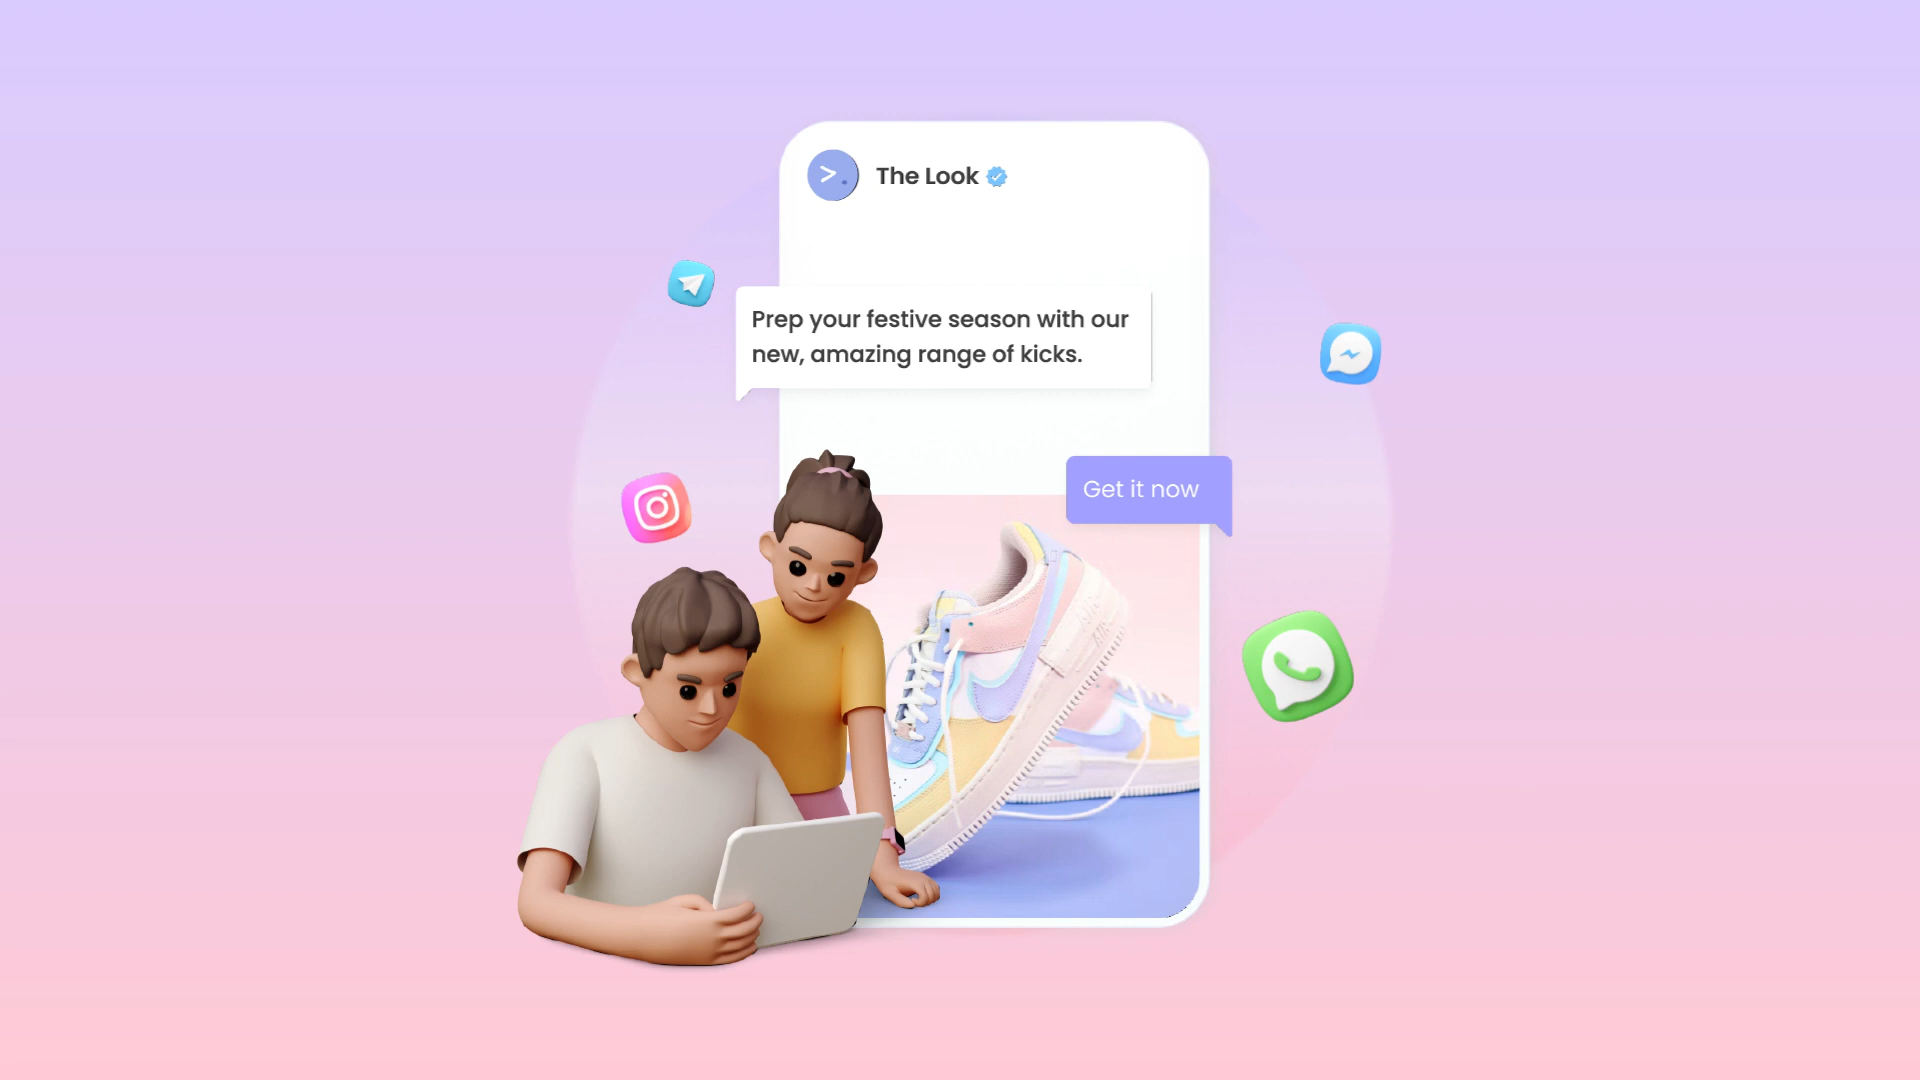 The Look
Prep your festive season with our
new, amazing range of kicks.
Get it now